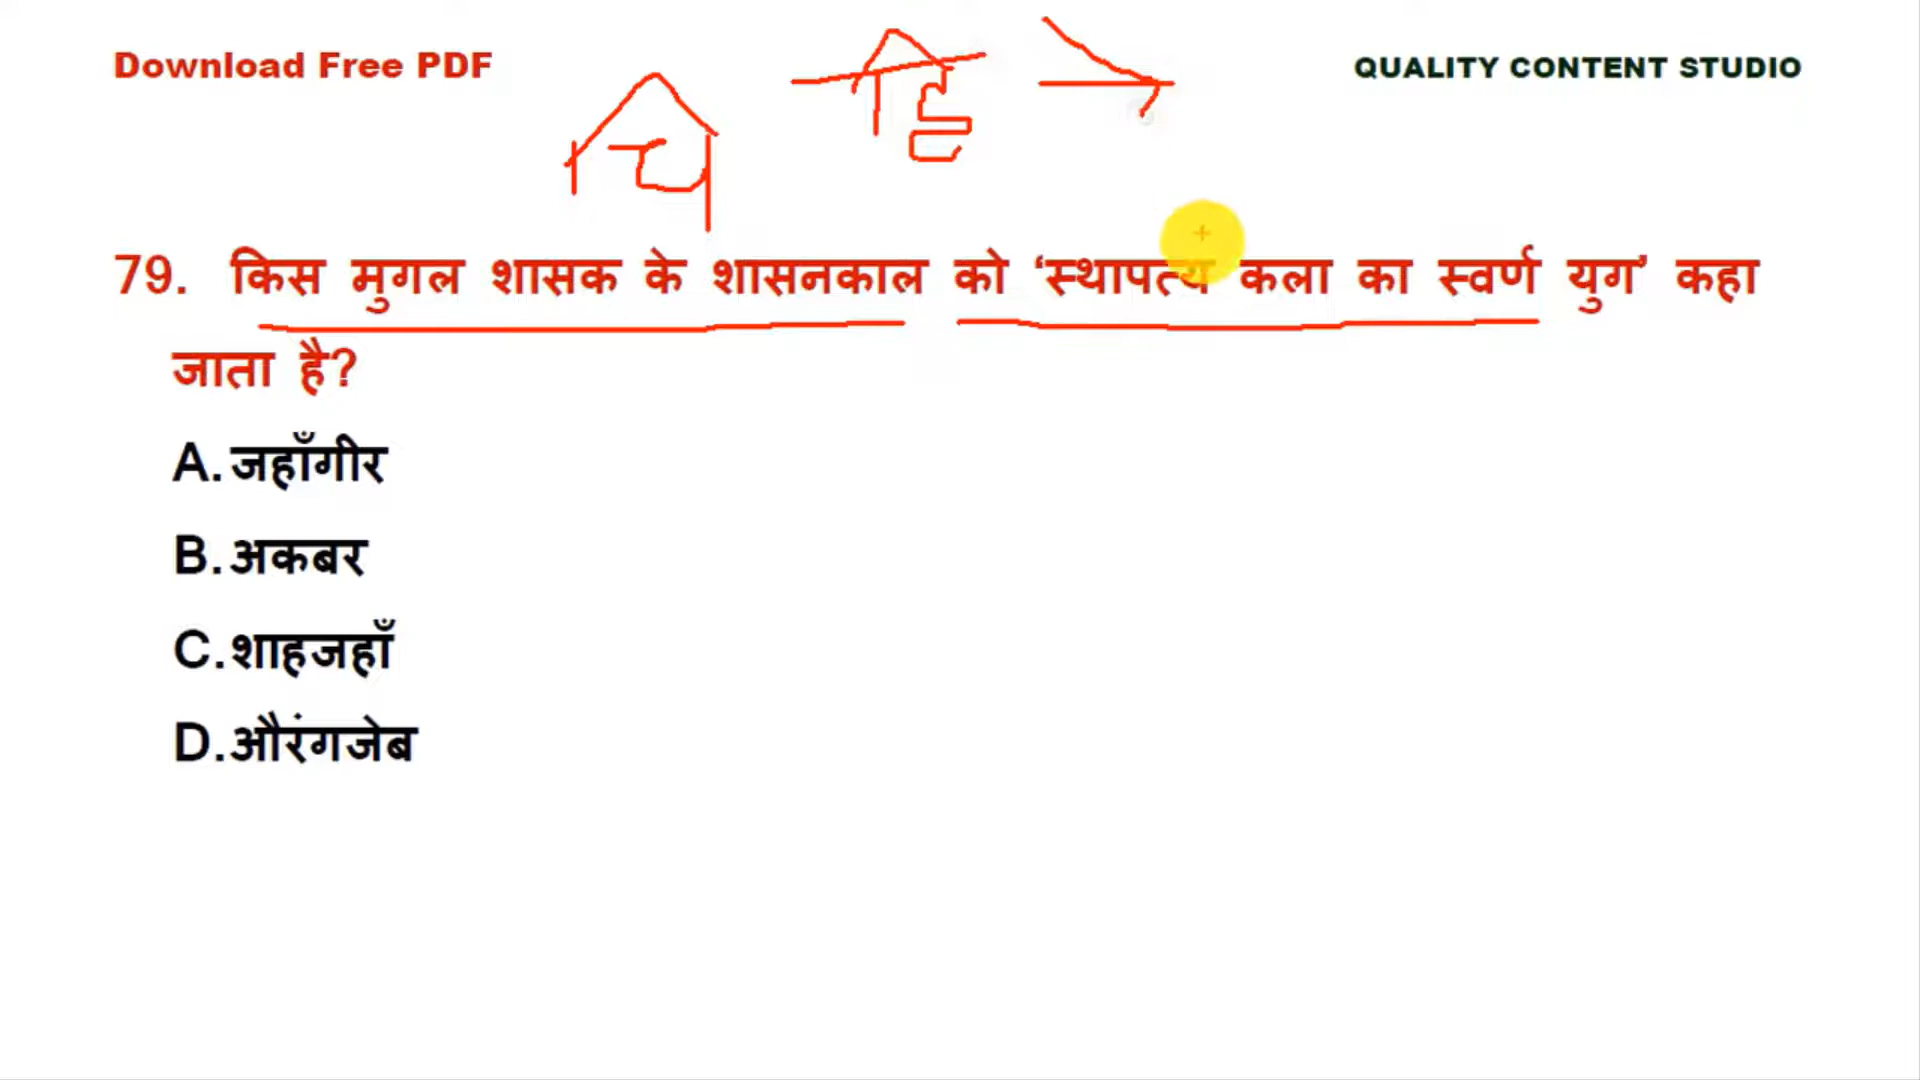 Download Free PDF
QUALITY CONTENT STUDIO
79. किस मुगल शासक के शासनकाल को ‘स्थापत्य कला का स्वर्ण युग’ कहा
जाता है?
A. जहाँगीर
B. अकबर
C. शाहजहाँ
D. औरंगजेब